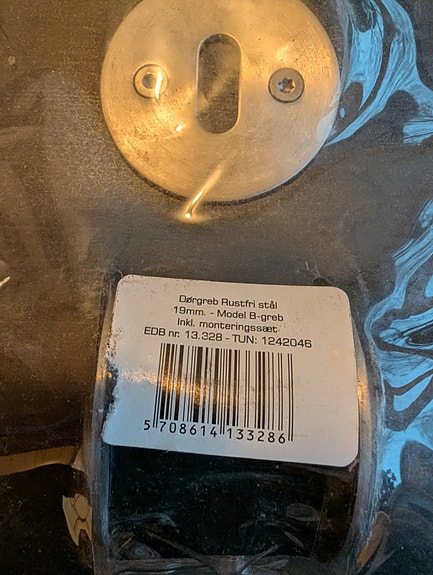 Dørgreb Rustfri stål
19mm. - Model B-greb
Inkl. monteringssæt
EDB nr. 13.328 - TUN: 1242046
5 708614 133286